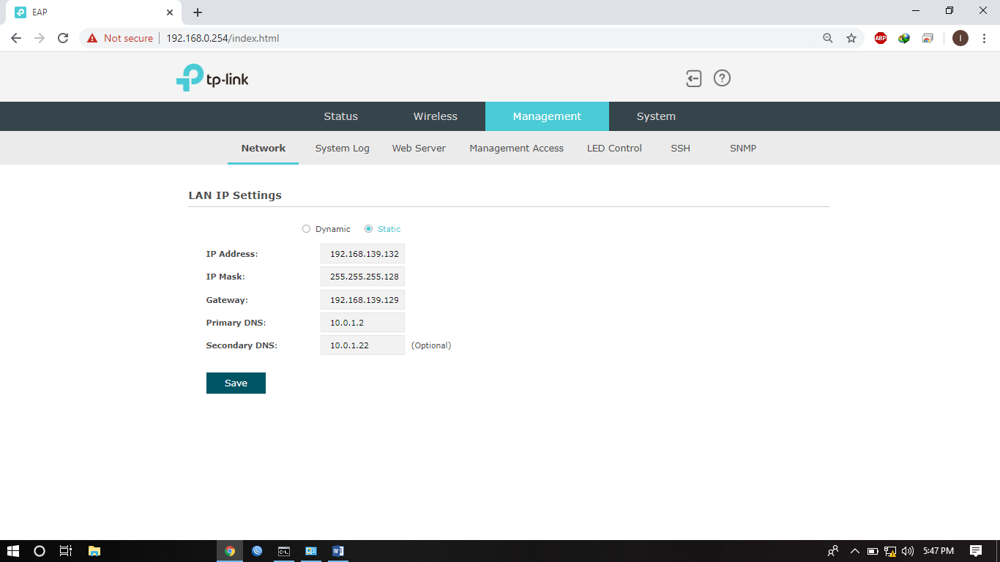 EAP
Not secure 192.168.0.254/index.html ABP I
tp-link
Status Wireless Management System
Network System Log Web Server Management Access LED Control SSH SNMP
LAN IP Settings
Dynamic Static
IP Address: 192.168.139.132
IP Mask: 255.255.255.128
Gateway: 192.168.139.129
Primary DNS: 10.0.1.2
Secondary DNS: 10.0.1.22 (Optional)
Save
5:47 PM